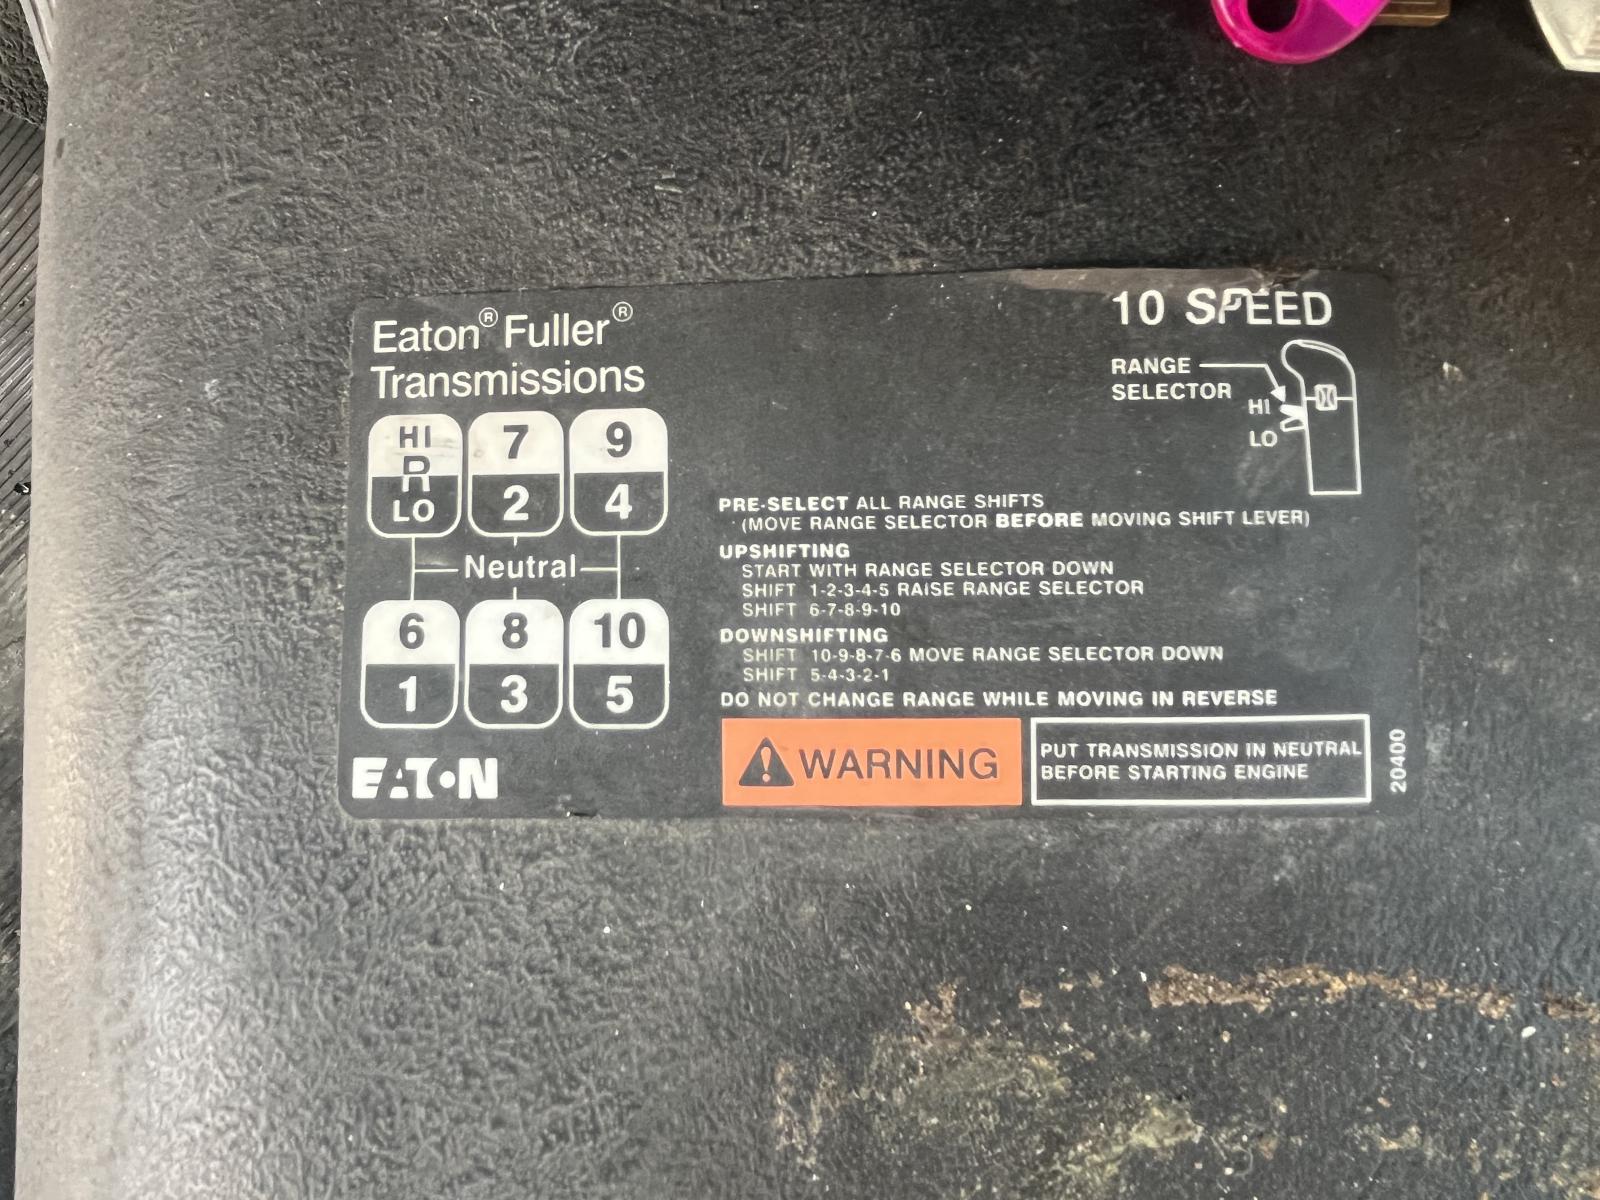 Eaton® Fuller®
Transmissions
HI
R
LO
7
2
9
4
Neutral
6
1
8
3
10
5
EATON
10 SPEED
RANGE
SELECTOR
HI
LO
PRE-SELECT ALL RANGE SHIFTS
(MOVE RANGE SELECTOR BEFORE MOVING SHIFT LEVER)
UPSHIFTING
START WITH RANGE SELECTOR DOWN
SHIFT 1-2-3-4-5 RAISE RANGE SELECTOR
SHIFT 6-7-8-9-10
DOWNSHIFTING
SHIFT 10-9-8-7-6 MOVE RANGE SELECTOR DOWN
SHIFT 5-4-3-2-1
DO NOT CHANGE RANGE WHILE MOVING IN REVERSE
WARNING
PUT TRANSMISSION IN NEUTRAL
BEFORE STARTING ENGINE
20400